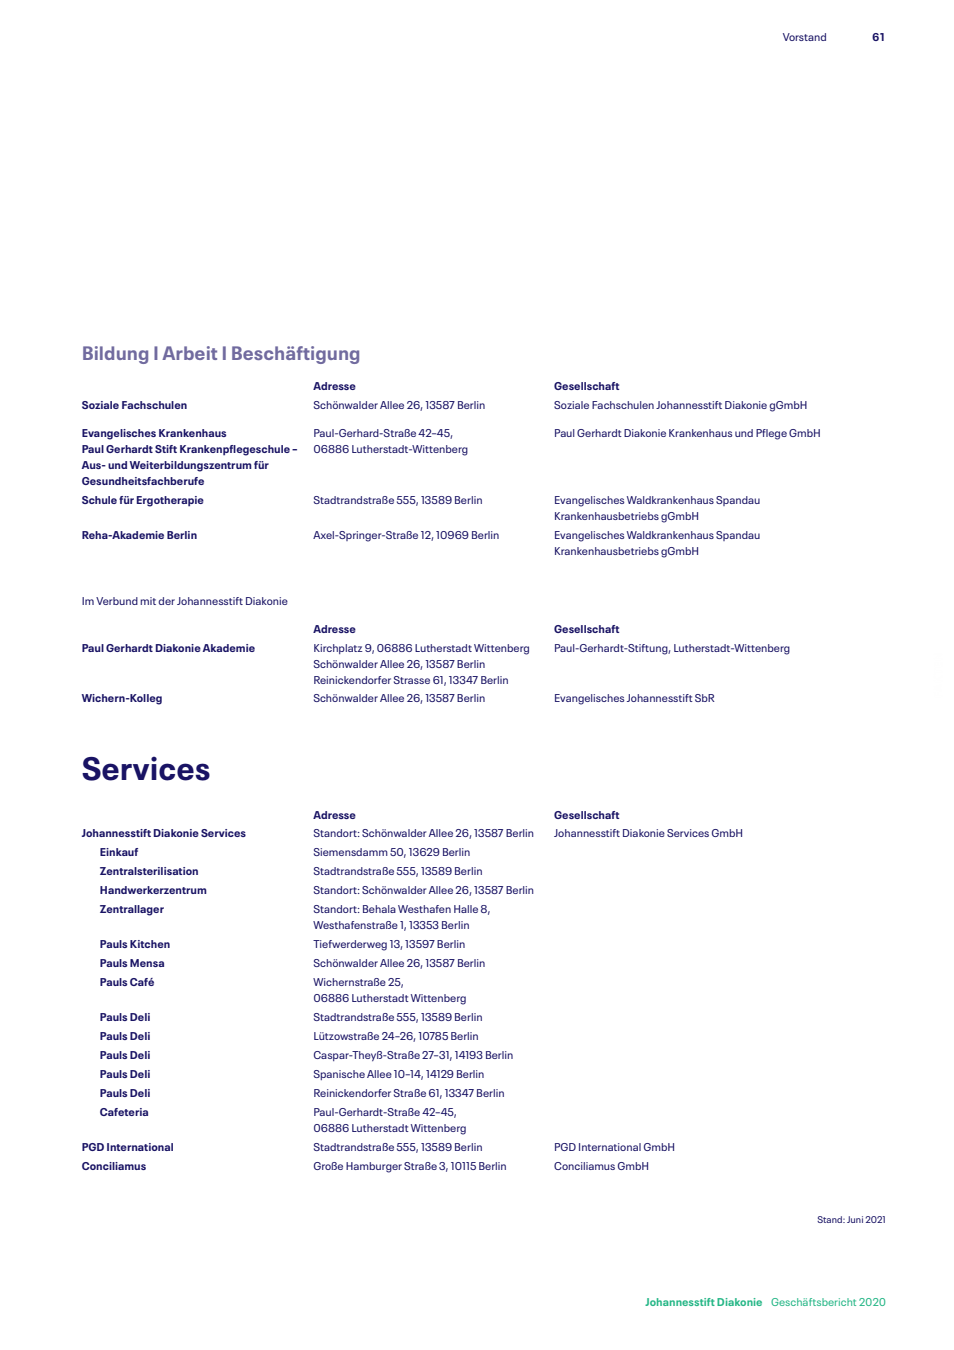 Vorstand 61
Bildung I Arbeit I Beschäftigung
Adresse Gesellschaft
Soziale Fachschulen Schönwalder Allee 26, 13587 Berlin Soziale Fachschulen Johannesstift Diakonie gGmbH
Evangelisches Krankenhaus Paul-Gerhard-Straße 42–45, Paul Gerhardt Diakonie Krankenhaus und Pflege GmbH
Paul Gerhardt Stift Krankenpflegeschule – 06886 Lutherstadt-Wittenberg
Aus- und Weiterbildungszentrum für
Gesundheitsfachberufe
Schule für Ergotherapie Stadtrandstraße 555, 13589 Berlin Evangelisches Waldkrankenhaus Spandau
Krankenhausbetriebs gGmbH
Reha-Akademie Berlin Axel-Springer-Straße 12, 10969 Berlin Evangelisches Waldkrankenhaus Spandau
Krankenhausbetriebs gGmbH
Im Verbund mit der Johannesstift Diakonie
Adresse Gesellschaft
Paul Gerhardt Diakonie Akademie Kirchplatz 9, 06886 Lutherstadt Wittenberg Paul-Gerhardt-Stiftung, Lutherstadt-Wittenberg
Schönwalder Allee 26, 13587 Berlin
Reinickendorfer Strasse 61, 13347 Berlin
Wichern-Kolleg Schönwalder Allee 26, 13587 Berlin Evangelisches Johannesstift SbR
Services
Adresse Gesellschaft
Johannesstift Diakonie Services Standort: Schönwalder Allee 26, 13587 Berlin Johannesstift Diakonie Services GmbH
Einkauf Siemensdamm 50, 13629 Berlin
Zentralsterilisation Stadtrandstraße 555, 13589 Berlin
Handwerkerzentrum Standort: Schönwalder Allee 26, 13587 Berlin
Zentrallager Standort: Behala Westhafen Halle 8,
Westhafenstraße 1, 13353 Berlin
Pauls Kitchen Tiefwerderweg 13, 13597 Berlin
Pauls Mensa Schönwalder Allee 26, 13587 Berlin
Pauls Café Wichernstraße 25,
06886 Lutherstadt Wittenberg
Pauls Deli Stadtrandstraße 555, 13589 Berlin
Pauls Deli Lützowstraße 24–26, 10785 Berlin
Pauls Deli Caspar-Theyß-Straße 27–31, 14193 Berlin
Pauls Deli Spanische Allee 10–14, 14129 Berlin
Pauls Deli Reinickendorfer Straße 61, 13347 Berlin
Cafeteria Paul-Gerhardt-Straße 42–45,
06886 Lutherstadt Wittenberg
PGD International Stadtrandstraße 555, 13589 Berlin PGD International GmbH
Conciliamus Große Hamburger Straße 3, 10115 Berlin Conciliamus GmbH
Stand: Juni 2021
Johannesstift Diakonie Geschäftsbericht 2020